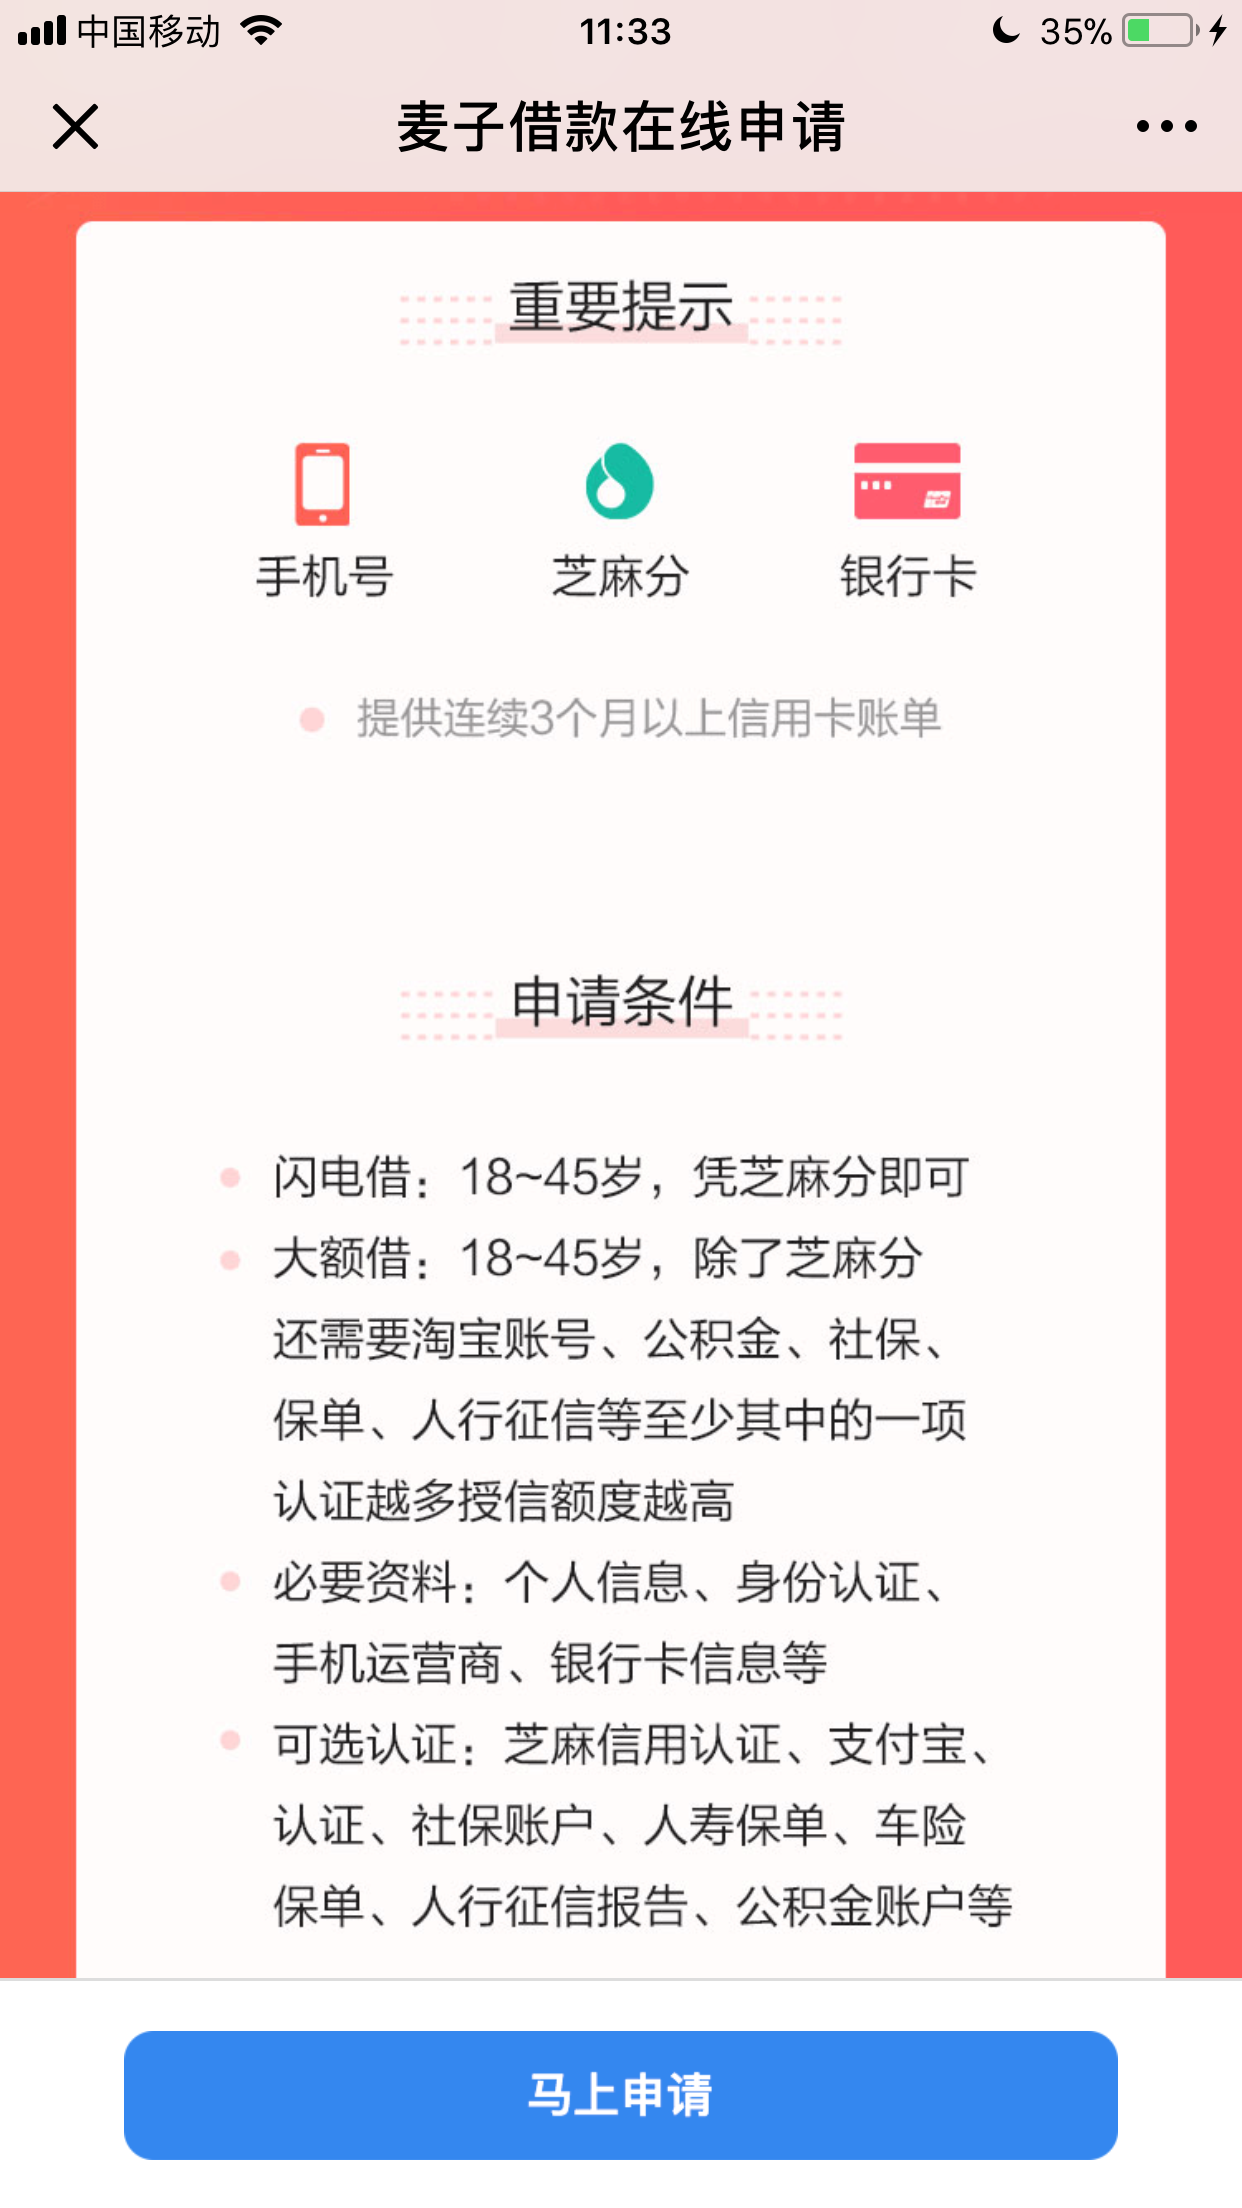 中国移动 11:33 35%
麦子借款在线申请
重要提示
手机号 芝麻分 银行卡
提供连续3个月以上信用卡账单
申请条件
闪电借：18~45岁，凭芝麻分即可
大额借：18~45岁，除了芝麻分
还需要淘宝账号、公积金、社保、
保单、人行征信等至少其中的一项
认证越多授信额度越高
必要资料：个人信息、身份认证、
手机运营商、银行卡信息等
可选认证：芝麻信用认证、支付宝、
认证、社保账户、人寿保单、车险
保单、人行征信报告、公积金账户等
马上申请